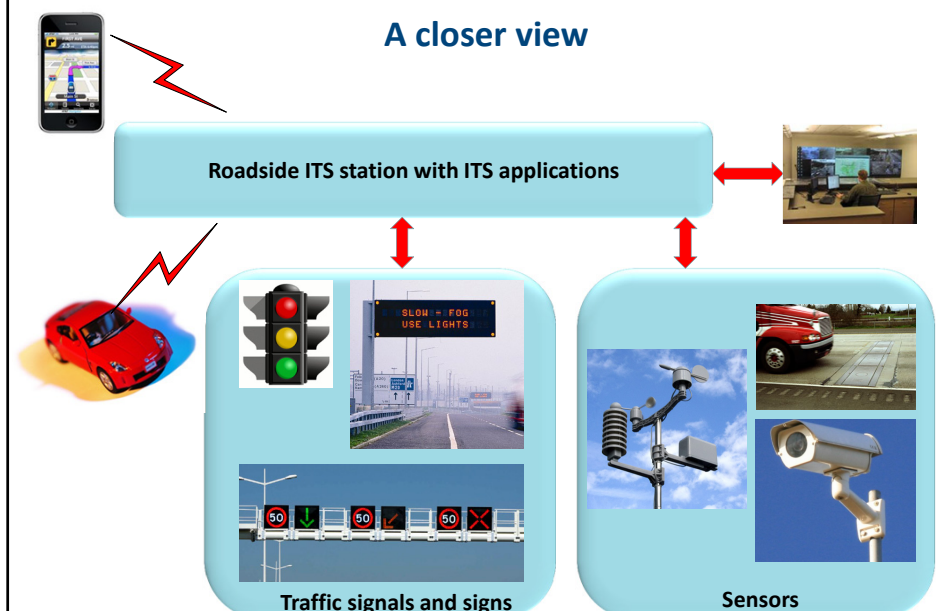 A closer view
Roadside ITS station with ITS applications
SLOW - FOG
USE LIGHTS
50
50
50
Traffic signals and signs
Sensors